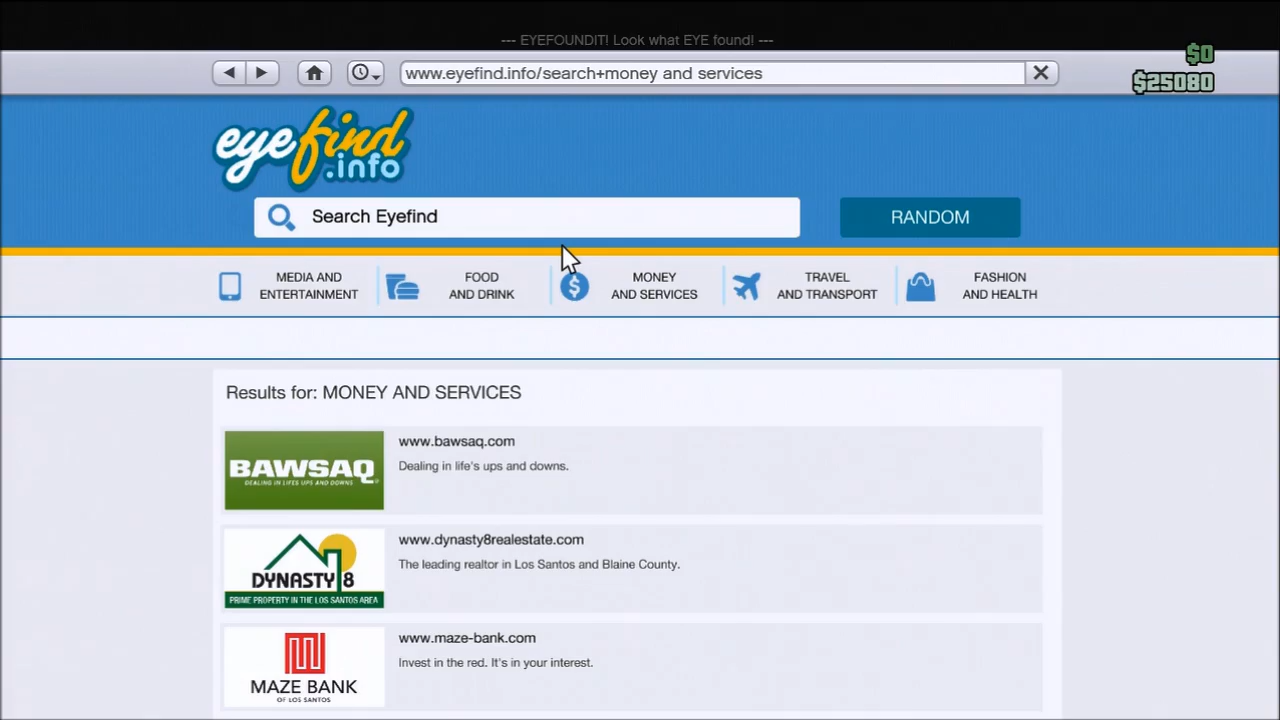 --- EYEFOUNDIT! Look what EYE found! ---
$0
www.eyefind.info/search+money and services
$25080
eyefind
.info
Search Eyefind
RANDOM
MEDIA AND
ENTERTAINMENT
FOOD
AND DRINK
MONEY
AND SERVICES
TRAVEL
AND TRANSPORT
FASHION
AND HEALTH
Results for: MONEY AND SERVICES
BAWSAQ
DEALING IN LIFES UPS AND DOWNS
www.bawsaq.com
Dealing in life's ups and downs.
DYNASTY 8
PRIME PROPERTY IN THE LOS SANTOS AREA
www.dynasty8realestate.com
The leading realtor in Los Santos and Blaine County.
MAZE BANK
OF LOS SANTOS
www.maze-bank.com
Invest in the red. It's in your interest.